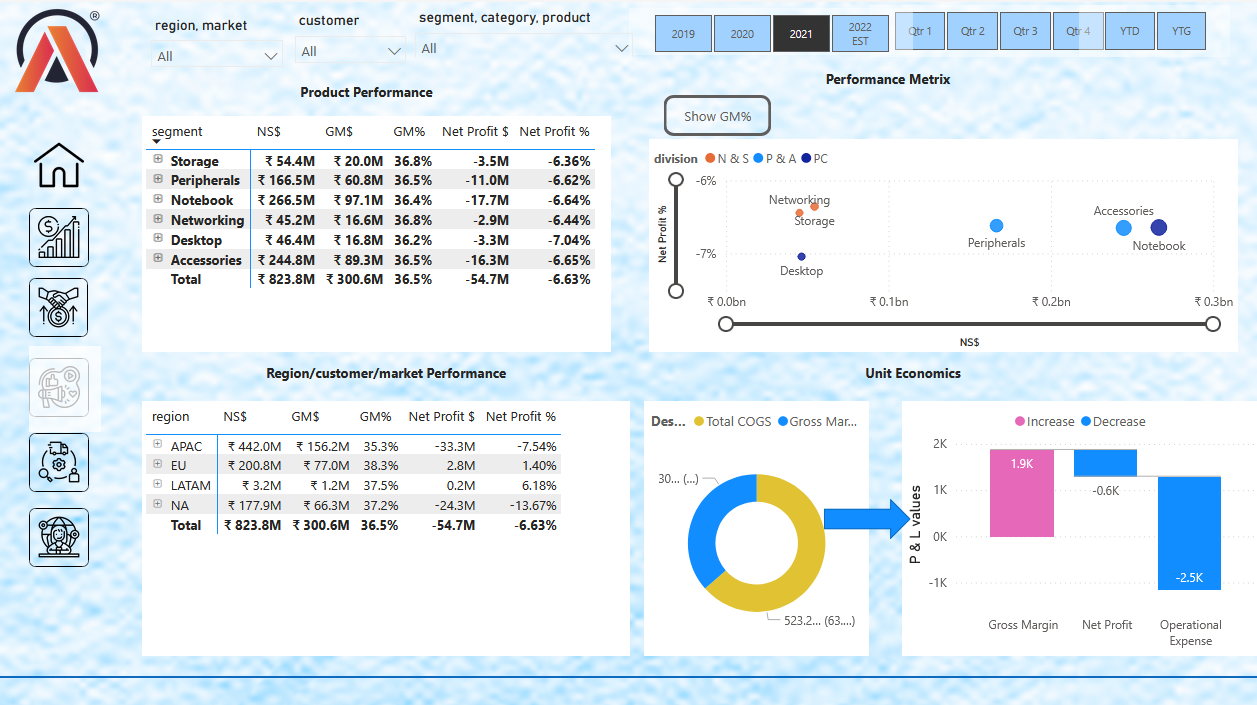 ®
region, market
All
customer
All
segment, category, product
All
2019
2020
2021
2022 EST
Qtr 1
Qtr 2
Qtr 3
Qtr 4
YTD
YTG
Product Performance
segment NS$ GM$ GM% Net Profit $ Net Profit %
Storage ₹ 54.4M ₹ 20.0M 36.8% -3.5M -6.36%
Peripherals ₹ 166.5M ₹ 60.8M 36.5% -11.0M -6.62%
Notebook ₹ 266.5M ₹ 97.1M 36.4% -17.7M -6.64%
Networking ₹ 45.2M ₹ 16.6M 36.8% -2.9M -6.44%
Desktop ₹ 46.4M ₹ 16.8M 36.2% -3.3M -7.04%
Accessories ₹ 244.8M ₹ 89.3M 36.5% -16.3M -6.65%
Total ₹ 823.8M ₹ 300.6M 36.5% -54.7M -6.63%
Performance Metrix
Show GM%
division N & S P & A PC
Net Profit %
-6%
-7%
Networking
Storage
Desktop
Peripherals
Accessories
Notebook
₹ 0.0bn ₹ 0.1bn ₹ 0.2bn ₹ 0.3bn
NS$
Region/customer/market Performance
region NS$ GM$ GM% Net Profit $ Net Profit %
APAC ₹ 442.0M ₹ 156.2M 35.3% -33.3M -7.54%
EU ₹ 200.8M ₹ 77.0M 38.3% 2.8M 1.40%
LATAM ₹ 3.2M ₹ 1.2M 37.5% 0.2M 6.18%
NA ₹ 177.9M ₹ 66.3M 37.2% -24.3M -13.67%
Total ₹ 823.8M ₹ 300.6M 36.5% -54.7M -6.63%
Unit Economics
Des... Total COGS Gross Mar...
30... (...)
523.2... (63....)
Increase Decrease
P & L values
2K
1K
0K
-1K
1.9K
-0.6K
-2.5K
Gross Margin
Net Profit
Operational
Expense